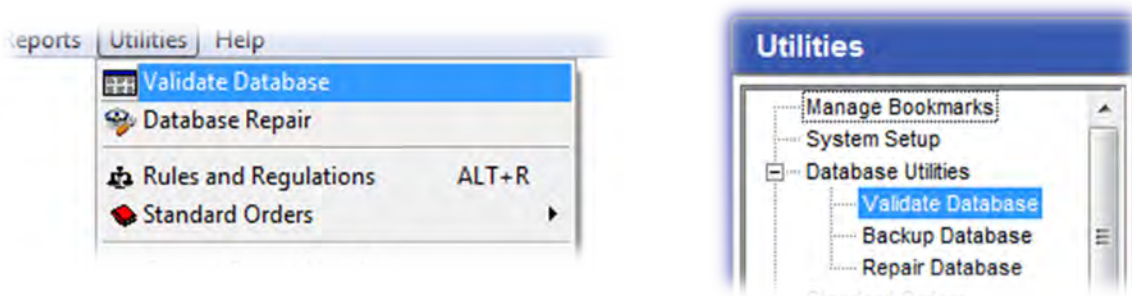 Reports Utilities Help
Validate Database
Database Repair
Rules and Regulations ALT+R
Standard Orders
Utilities
Manage Bookmarks
System Setup
Database Utilities
Validate Database
Backup Database
Repair Database